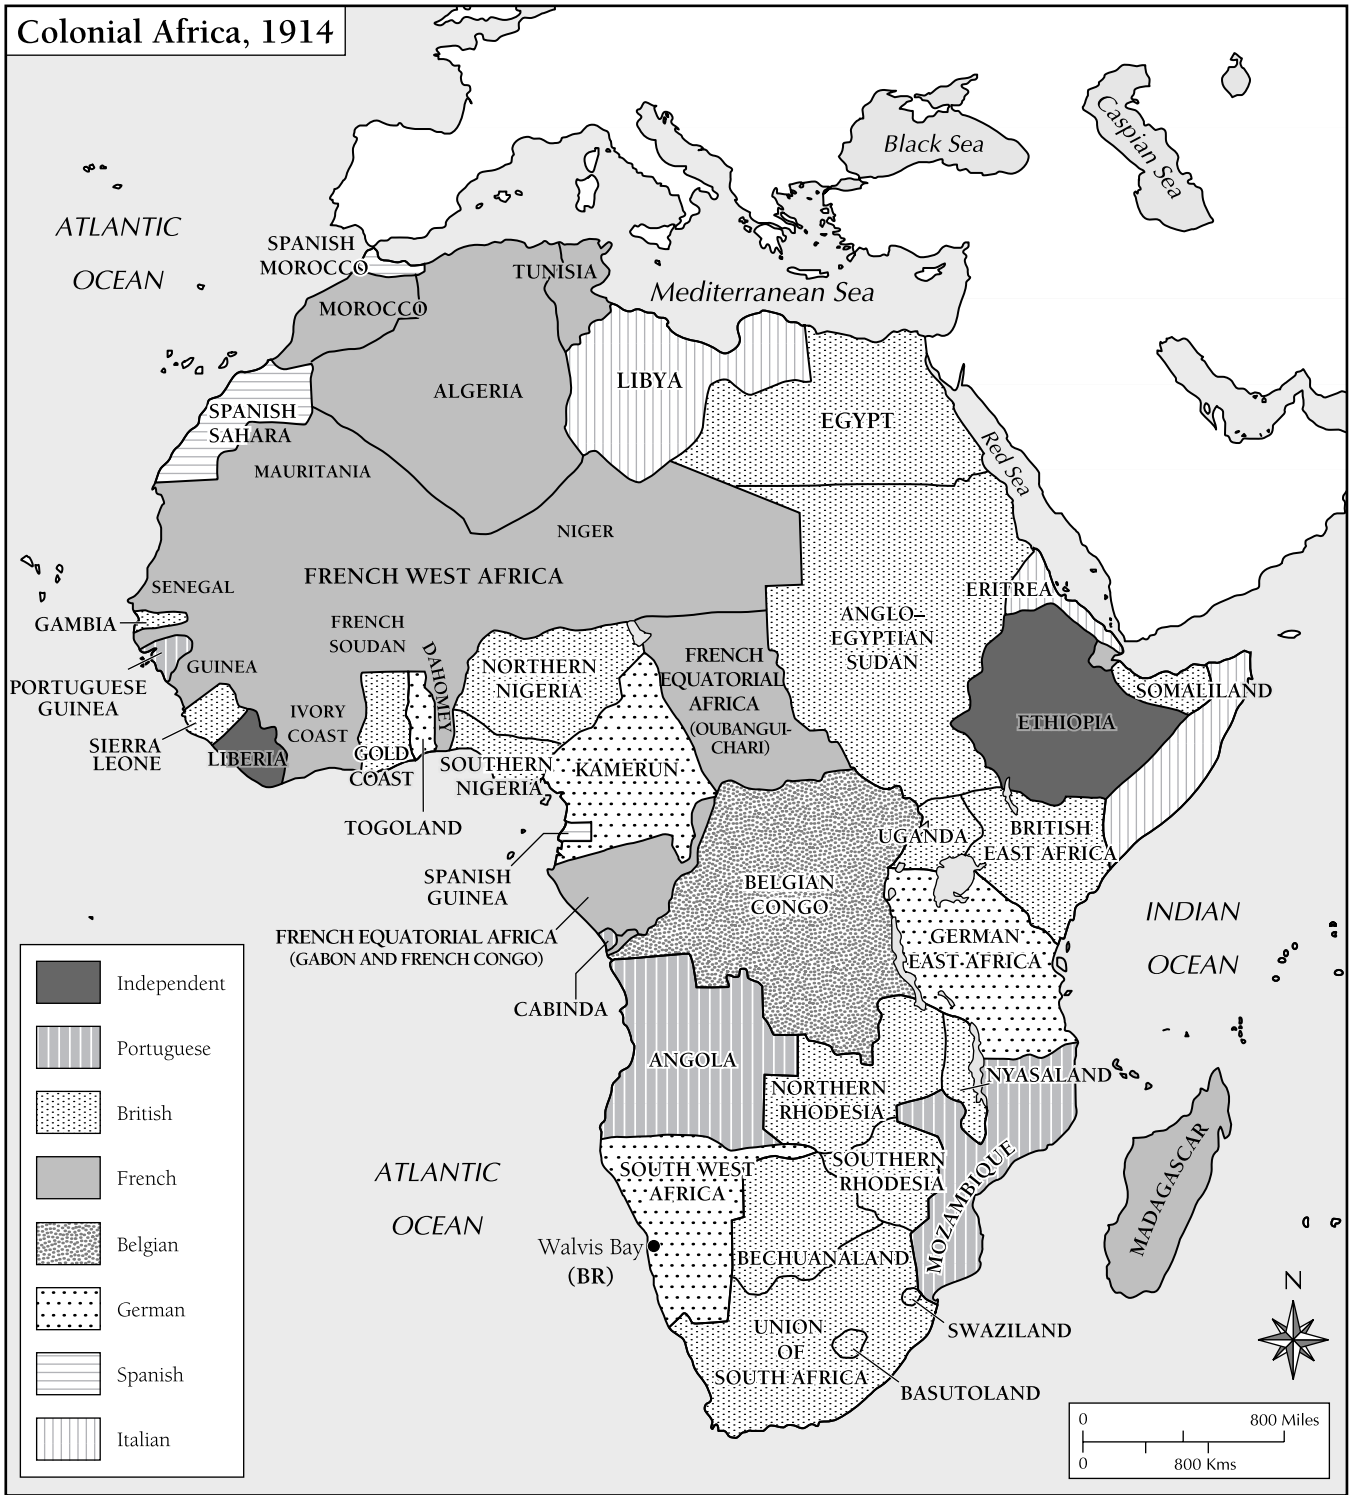 Colonial Africa, 1914
Black Sea
Caspian Sea
ATLANTIC
OCEAN
SPANISH
MOROCCO
TUNISIA
Mediterranean Sea
MOROCCO
ALGERIA
LIBYA
EGYPT
SPANISH
SAHARA
Red Sea
MAURITANIA
NIGER
FRENCH WEST AFRICA
SENEGAL
ERITREA
GAMBIA
FRENCH
SOUDAN
ANGLO–
EGYPTIAN
SUDAN
DAHOMEY
GUINEA
NORTHERN
NIGERIA
FRENCH
EQUATORIAL
AFRICA
(OUBANGUI-
CHARI)
PORTUGUESE
GUINEA
SOMALILAND
IVORY
COAST
ETHIOPIA
SIERRA
LEONE
LIBERIA
GOLD
COAST
SOUTHERN
NIGERIA
KAMERUN
TOGOLAND
UGANDA
BRITISH
EAST AFRICA
SPANISH
GUINEA
BELGIAN
CONGO
INDIAN
OCEAN
FRENCH EQUATORIAL AFRICA
(GABON AND FRENCH CONGO)
GERMAN
EAST AFRICA
CABINDA
ANGOLA
NYASALAND
NORTHERN
RHODESIA
ATLANTIC
OCEAN
SOUTH WEST
AFRICA
SOUTHERN
RHODESIA
MOZAMBIQUE
MADAGASCAR
Walvis Bay
(BR)
BECHUANALAND
UNION
OF
SOUTH AFRICA
SWAZILAND
BASUTOLAND
Independent
Portuguese
British
French
Belgian
German
Spanish
Italian
N
0 800 Miles
0 800 Kms